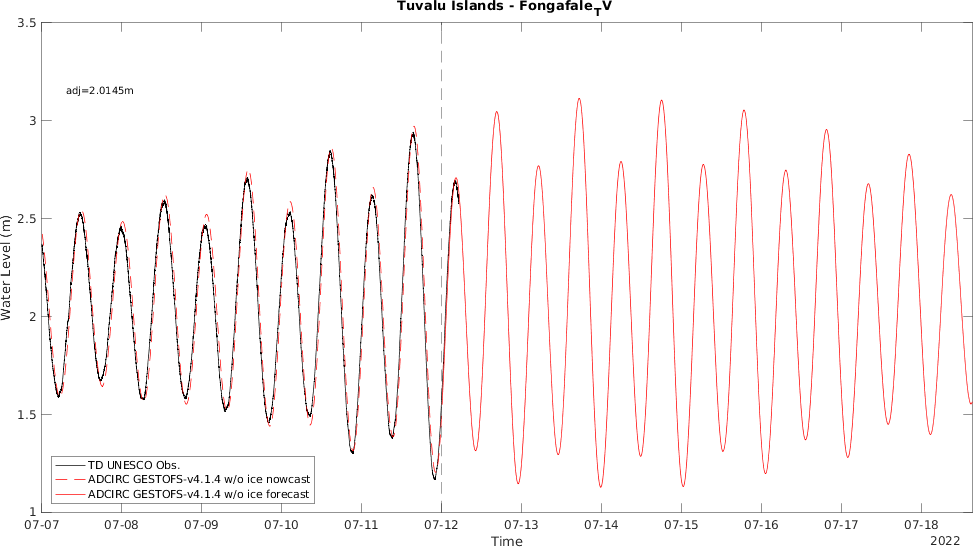 Tuvalu Islands - FongafaleTV
3.5
adj=2.0145m
3
2.5
Water Level (m)
2
1.5
TD UNESCO Obs.
ADCIRC GESTOFS-v4.1.4 w/o ice nowcast
ADCIRC GESTOFS-v4.1.4 w/o ice forecast
1
07-07 07-08 07-09 07-10 07-11 07-12 07-13 07-14 07-15 07-16 07-17 07-18
Time
2022